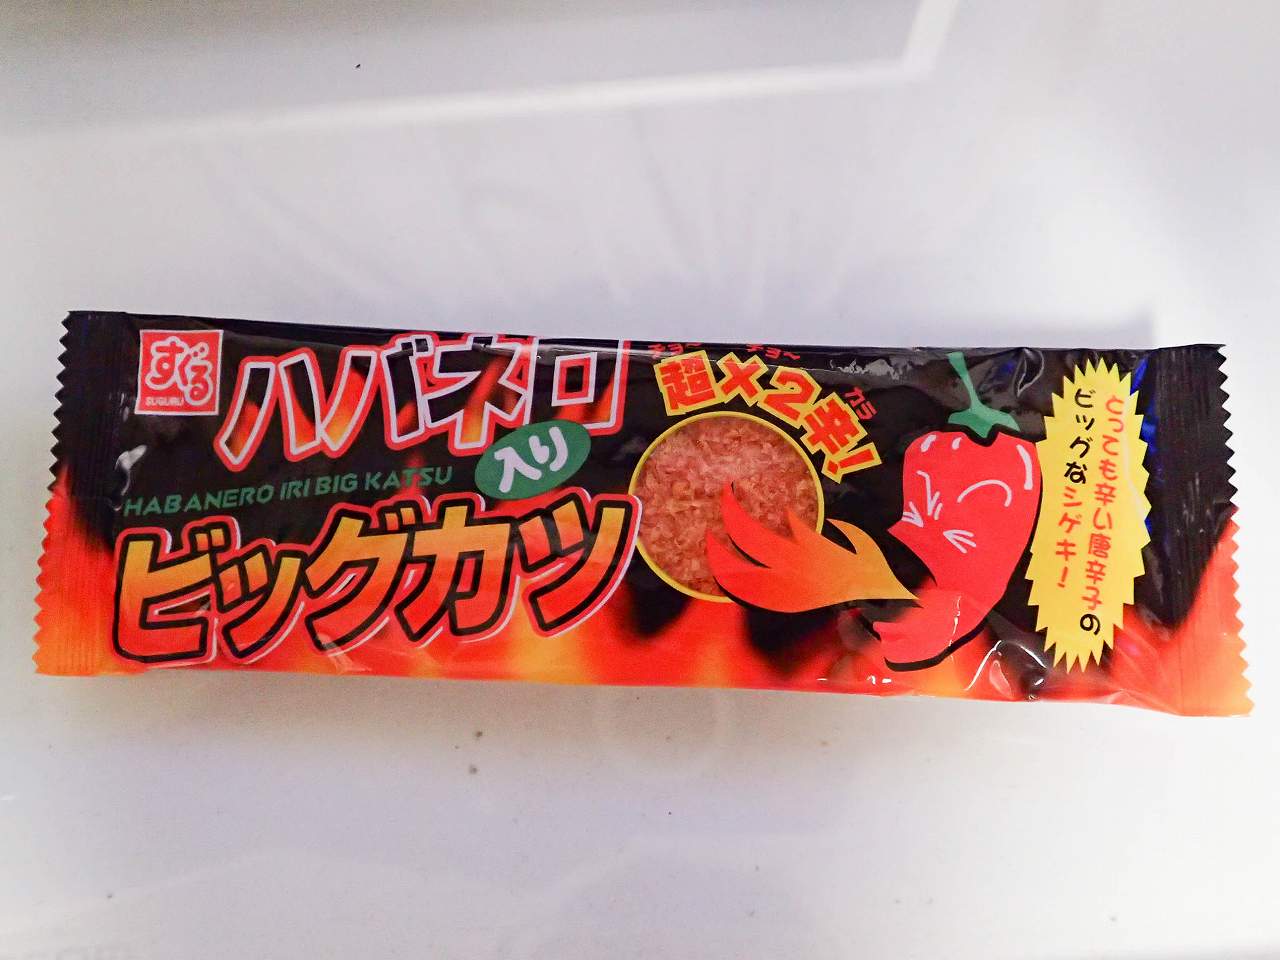 すぐる
SUGURU
ハバネロ
入り
HABANERO IRI BIG KATSU
ビッグカツ
チョ〜 チョ〜 カラ
超×2辛!
とっても辛い唐辛子の
ビッグなシゲキ!